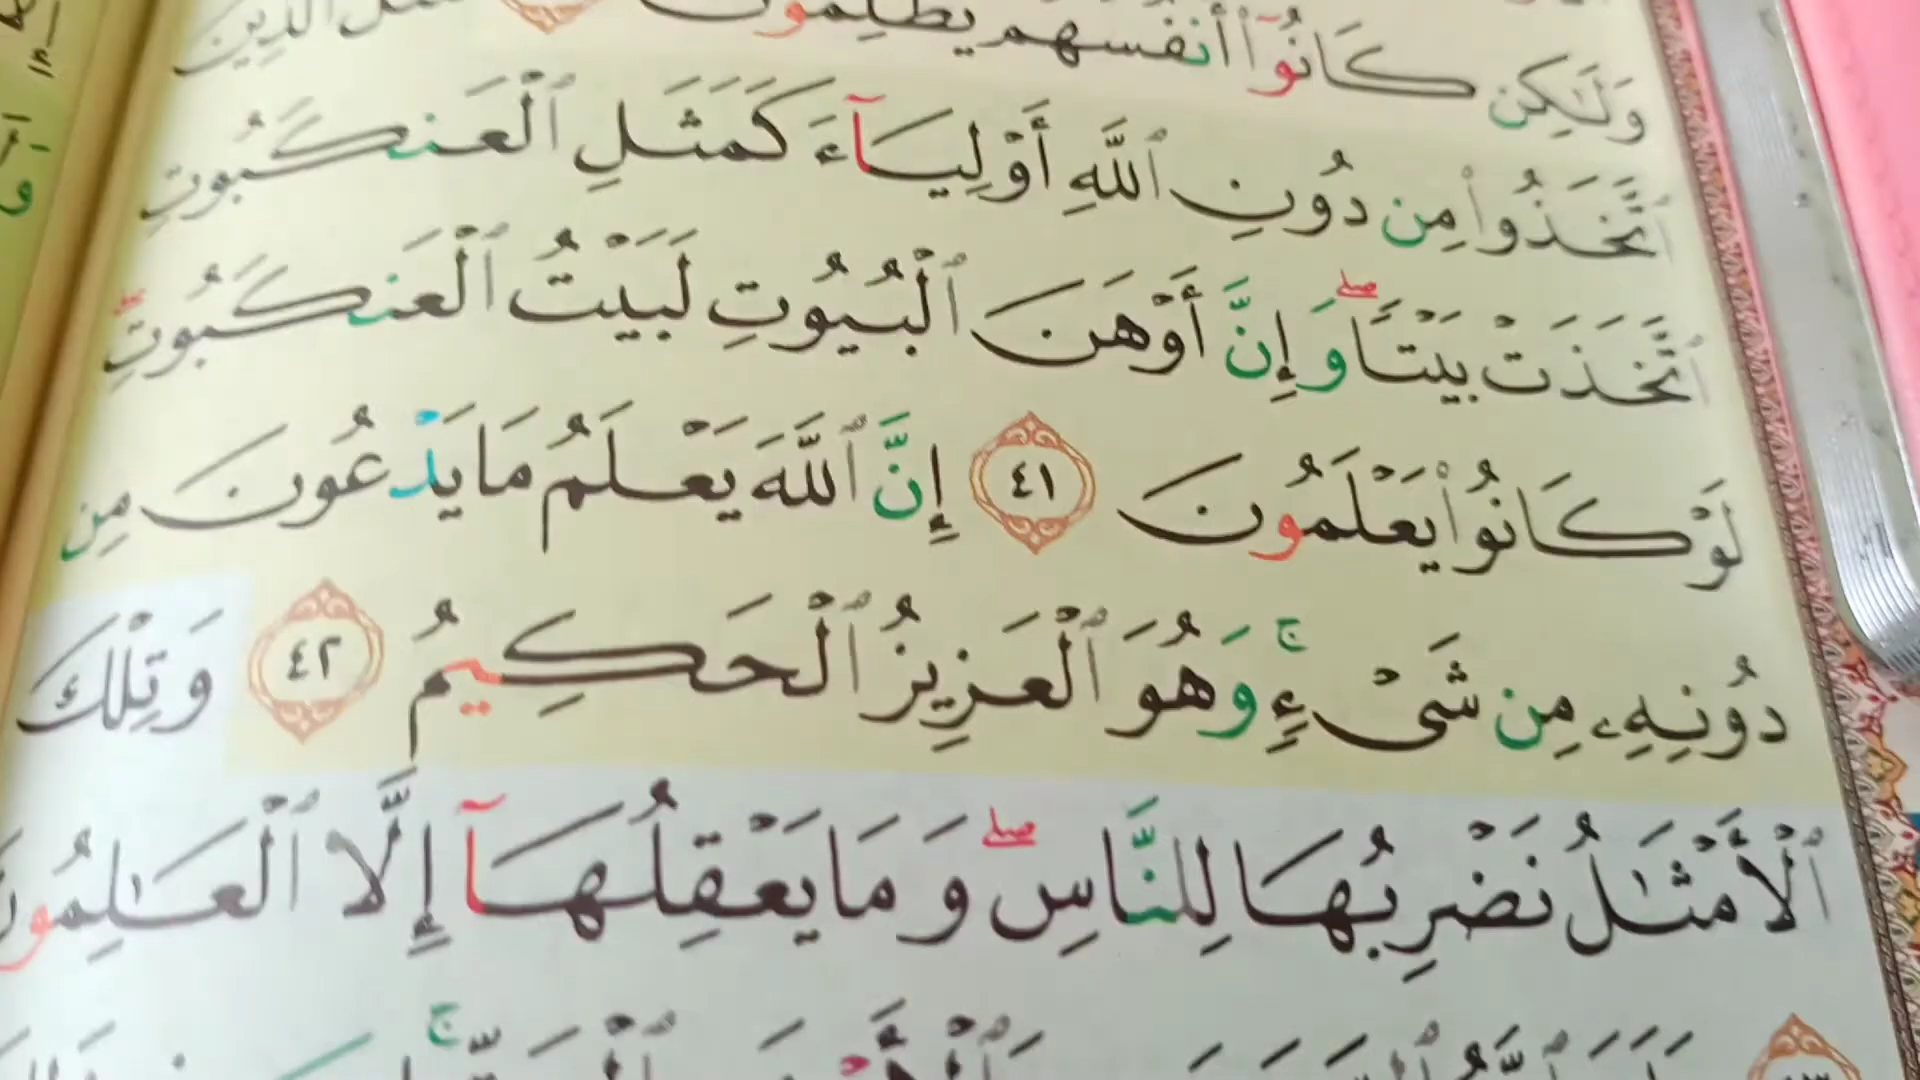 وَلَٰكِن كَانُوٓا۟ أَنفُسَهُمْ يَظْلِمُونَ
ٱتَّخَذُوا۟ مِن دُونِ ٱللَّهِ أَوْلِيَآءَ كَمَثَلِ ٱلْعَنكَبُوتِ
ٱتَّخَذَتْ بَيْتًا ۖ وَإِنَّ أَوْهَنَ ٱلْبُيُوتِ لَبَيْتُ ٱلْعَنكَبُوتِ ۖ
لَوْ كَانُوا۟ يَعْلَمُونَ ٤١ إِنَّ ٱللَّهَ يَعْلَمُ مَا يَدْعُونَ مِن
دُونِهِۦ مِن شَىْءٍ ۚ وَهُوَ ٱلْعَزِيزُ ٱلْحَكِيمُ ٤٢ وَتِلْكَ
ٱلْأَمْثَٰلُ نَضْرِبُهَا لِلنَّاسِ ۖ وَمَا يَعْقِلُهَآ إِلَّا ٱلْعَٰلِمُونَ